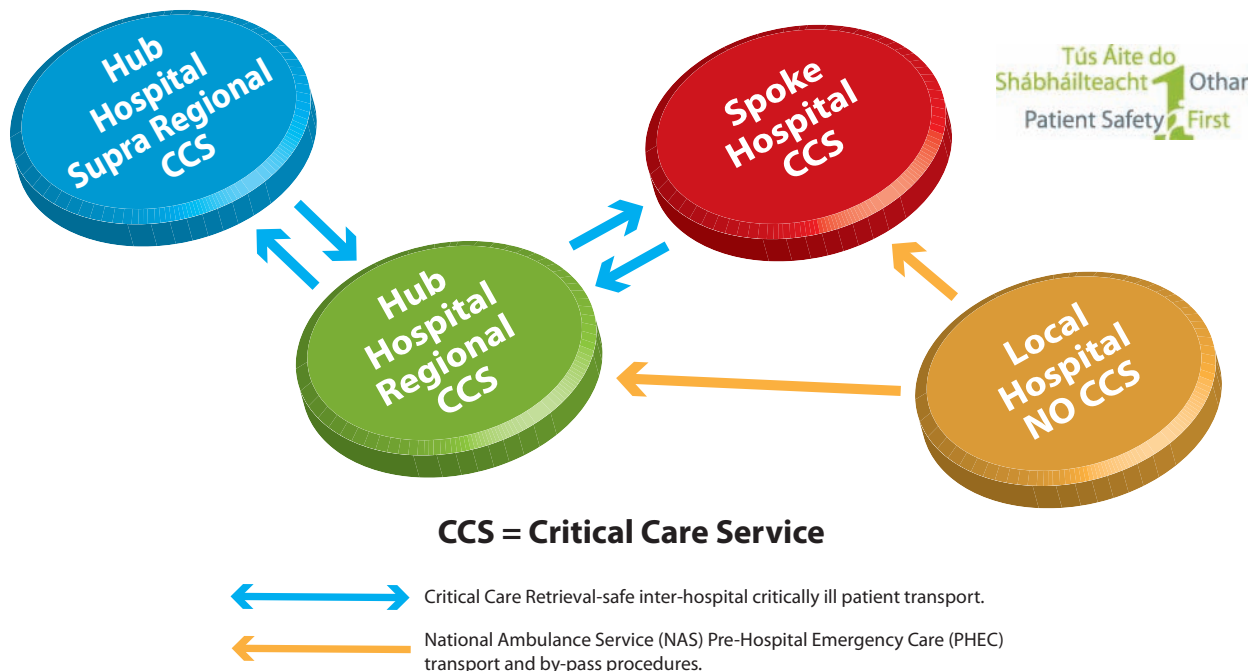 Hub
Hospital
Supra Regional
CCS
Spoke
Hospital
CCS
Tús Áite do
Shábháilteacht Othar
Patient Safety First
Hub
Hospital
Regional
CCS
Local
Hospital
NO CCS
CCS = Critical Care Service
Critical Care Retrieval-safe inter-hospital critically ill patient transport.
National Ambulance Service (NAS) Pre-Hospital Emergency Care (PHEC)
transport and by-pass procedures.